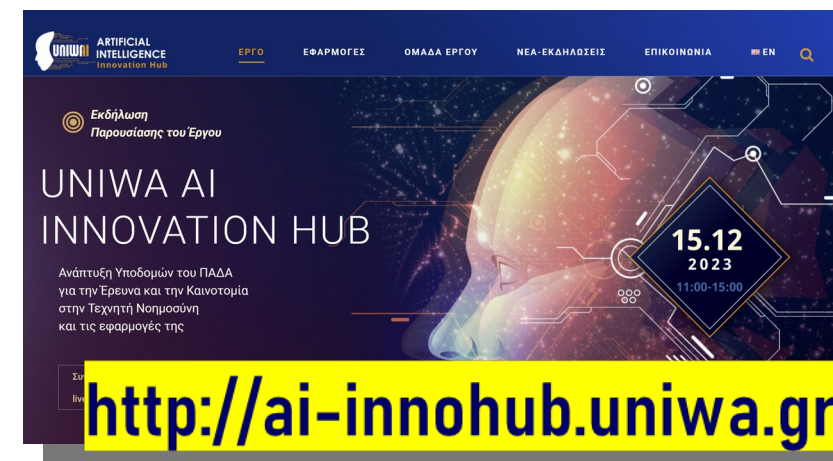 UNIWAI
ARTIFICIAL
INTELLIGENCE
Innovation Hub
ΕΡΓΟ
ΕΦΑΡΜΟΓΕΣ
ΟΜΑΔΑ ΕΡΓΟΥ
ΝΕΑ-ΕΚΔΗΛΩΣΕΙΣ
ΕΠΙΚΟΙΝΩΝΙΑ
EN
Εκδήλωση
Παρουσίασης του Έργου
UNIWA AI
INNOVATION HUB
Ανάπτυξη Υποδομών του ΠΑΔΑ
για την Έρευνα και την Καινοτομία
στην Τεχνητή Νοημοσύνη
και τις εφαρμογές της
15.12
2023
11:00-15:00
http://ai-innohub.uniwa.gr